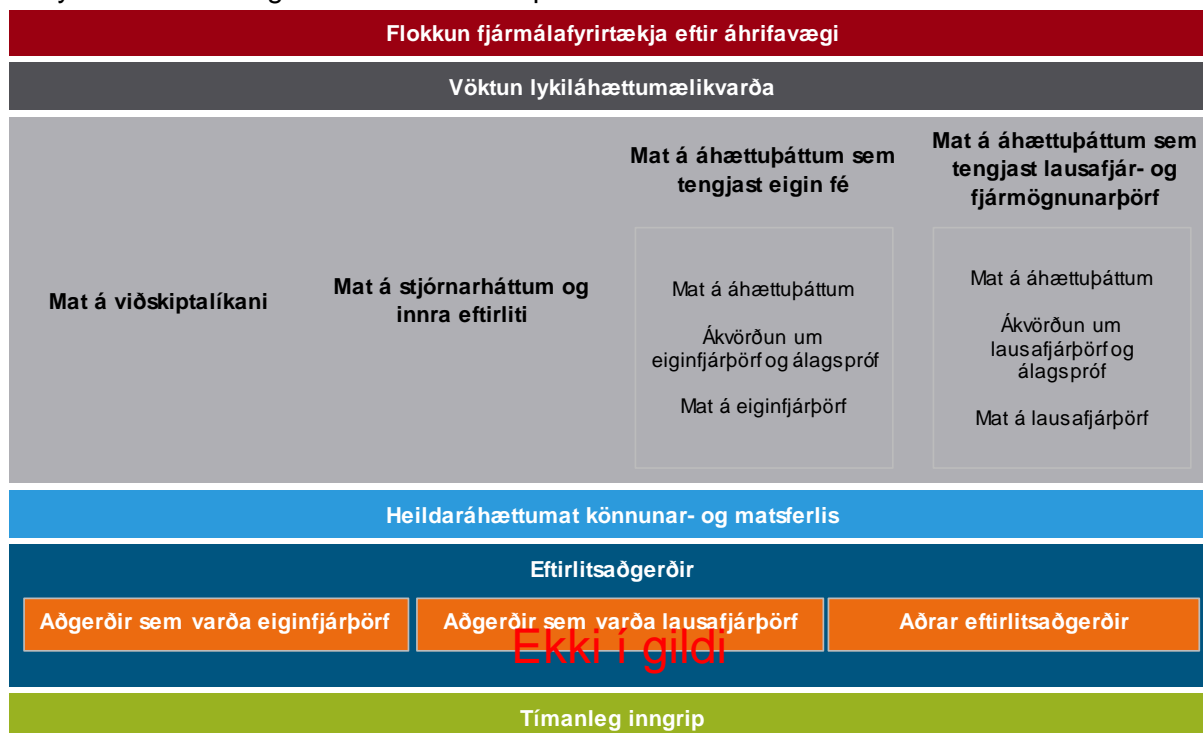 Flokkun fjármálafyrirtækja eftir áhrifavægi
Vöktun lykiláhættumælikvarða
Mat á viðskiptalíkani
Mat á stjórnarháttum og
innra eftirliti
Mat á áhættuþáttum sem
tengjast eigin fé
Mat á áhættuþáttum
Ákvörðun um
eiginfjárþörf og álagspróf
Mat á eiginfjárþörf
Mat á áhættuþáttum sem
tengjast lausafjár- og
fjármögnunarþörf
Mat á áhættuþáttum
Ákvörðun um
lausafjárþörf og
álagspróf
Mat á lausafjárþörf
Heildaráhættumat könnunar- og matsferlis
Eftirlitsaðgerðir
Aðgerðir sem varða eiginfjárþörf
Aðgerðir sem varða lausafjárþörf
Aðrar eftirlitsaðgerðir
Ekki í gildi
Tímanleg inngrip